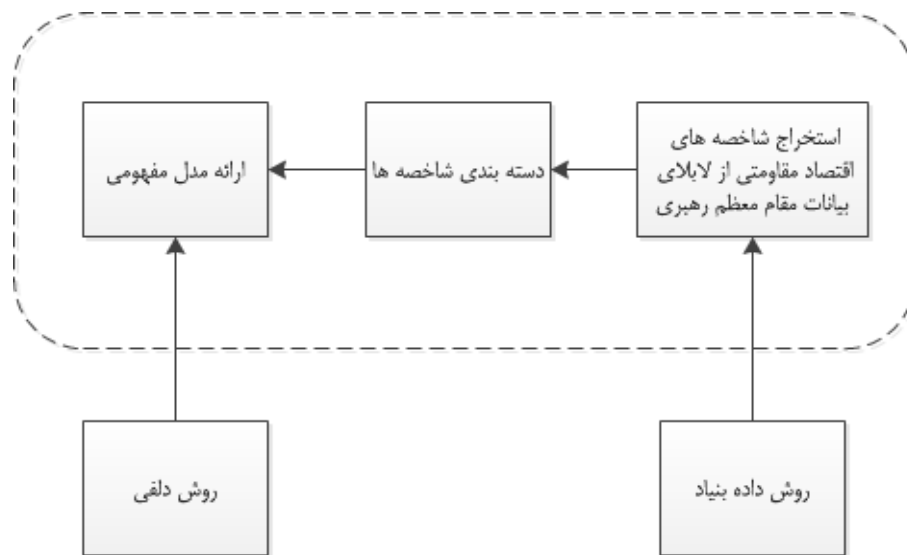 استخراج شاخصه های
اقتصاد مقاومتی از لابلای
بیانات مقام معظم رهبری
دسته بندی شاخصه ها
ارائه مدل مفهومی
روش داده بنیاد
روش دلفی